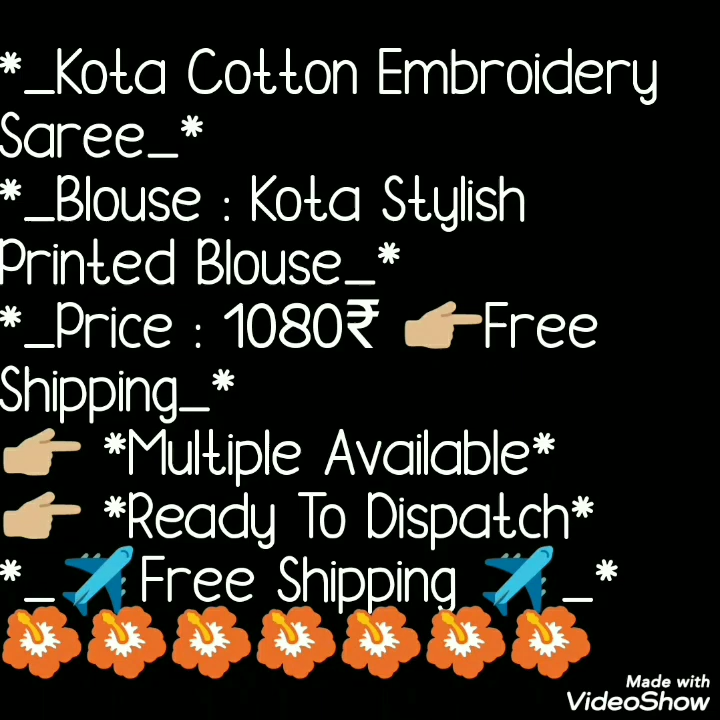 *_Kota Cotton Embroidery
Saree_*
*_Blouse : Kota Stylish
Printed Blouse_*
*_Price : 1080₹ 👉Free
Shipping_*
👉 *Multiple Available*
👉 *Ready To Dispatch*
*_✈Free Shipping ✈_*
🌺🌺🌺🌺🌺🌺🌺
Made with
VideoShow